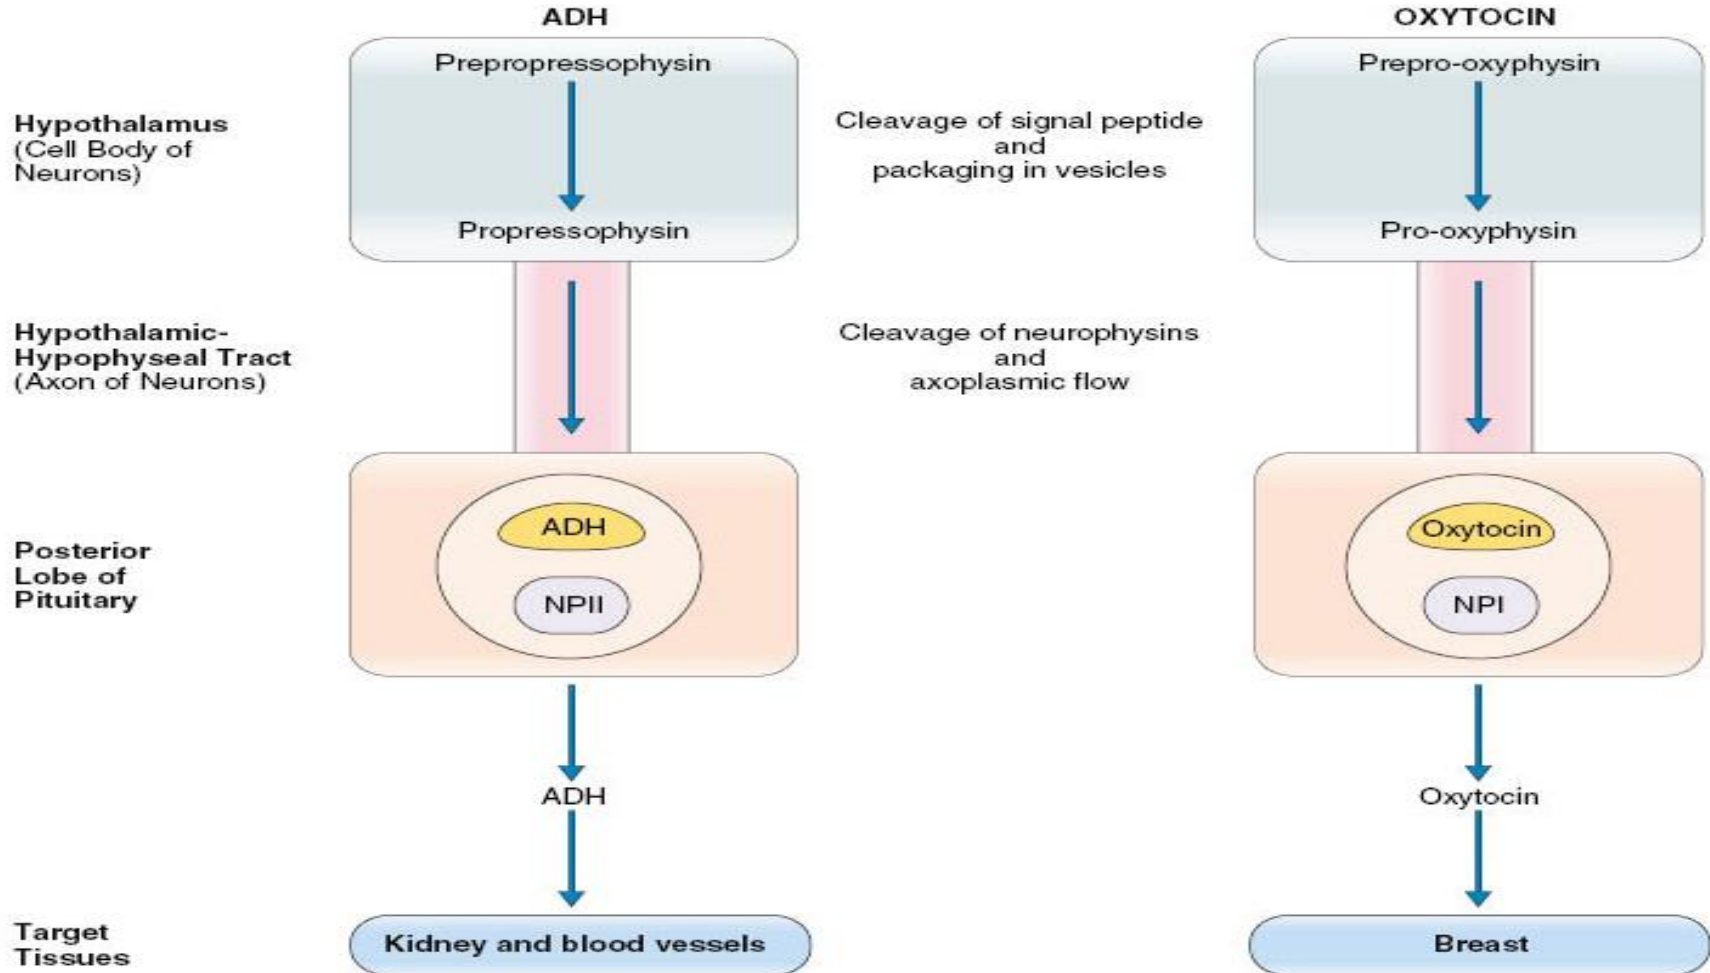 ADH
OXYTOCIN
Prepropressophysin
Prepro-oxyphysin
Hypothalamus
(Cell Body of
Neurons)
Cleavage of signal peptide
and
packaging in vesicles
Propressophysin
Pro-oxyphysin
Hypothalamic-
Hypophyseal Tract
(Axon of Neurons)
Cleavage of neurophysins
and
axoplasmic flow
Posterior
Lobe of
Pituitary
ADH
NPII
Oxytocin
NPI
ADH
Oxytocin
Target
Tissues
Kidney and blood vessels
Breast